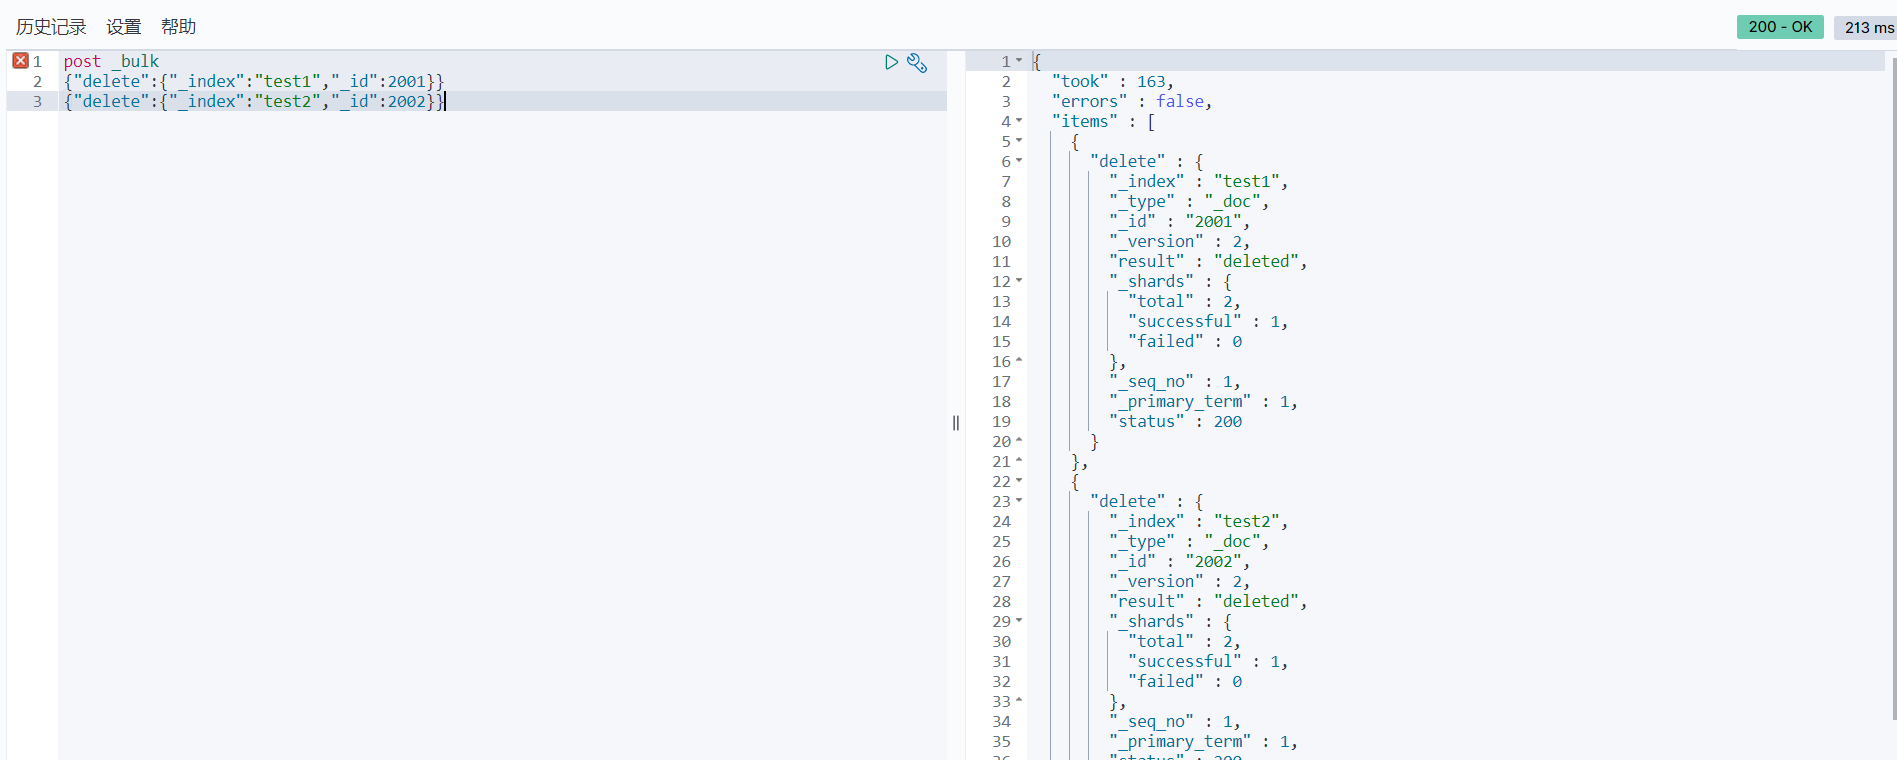 历史记录 设置 帮助
200 - OK
213 ms
1 post _bulk
2 {"delete":{"_index":"test1","_id":2001}}
3 {"delete":{"_index":"test2","_id":2002}}
1 {
2 "took" : 163,
3 "errors" : false,
4 "items" : [
5 {
6 "delete" : {
7 "_index" : "test1",
8 "_type" : "_doc",
9 "_id" : "2001",
10 "_version" : 2,
11 "result" : "deleted",
12 "_shards" : {
13 "total" : 2,
14 "successful" : 1,
15 "failed" : 0
16 },
17 "_seq_no" : 1,
18 "_primary_term" : 1,
19 "status" : 200
20 }
21 },
22 {
23 "delete" : {
24 "_index" : "test2",
25 "_type" : "_doc",
26 "_id" : "2002",
27 "_version" : 2,
28 "result" : "deleted",
29 "_shards" : {
30 "total" : 2,
31 "successful" : 1,
32 "failed" : 0
33 },
34 "_seq_no" : 1,
35 "_primary_term" : 1,